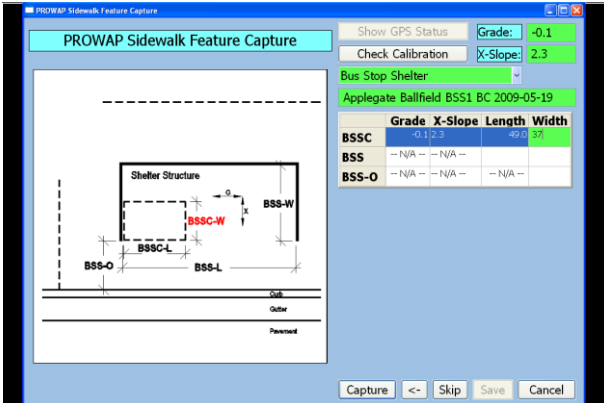 PROWAP Sidewalk Feature Capture
PROWAP Sidewalk Feature Capture
Show GPS Status
Grade: -0.1
Check Calibration
X-Slope: 2.3
Bus Stop Shelter
Applegate Ballfield BSS1 BC 2009-05-19
Grade X-Slope Length Width
BSSC -0.1 2.3 49.0 37
BSS -- N/A -- -- N/A --
BSS-O -- N/A -- -- N/A -- -- N/A --
Shelter Structure
G
X
BSS-W
BSSC-W
BSSC-L
BSS-O
BSS-L
Curb
Gutter
Pavement
Capture <- Skip Save Cancel